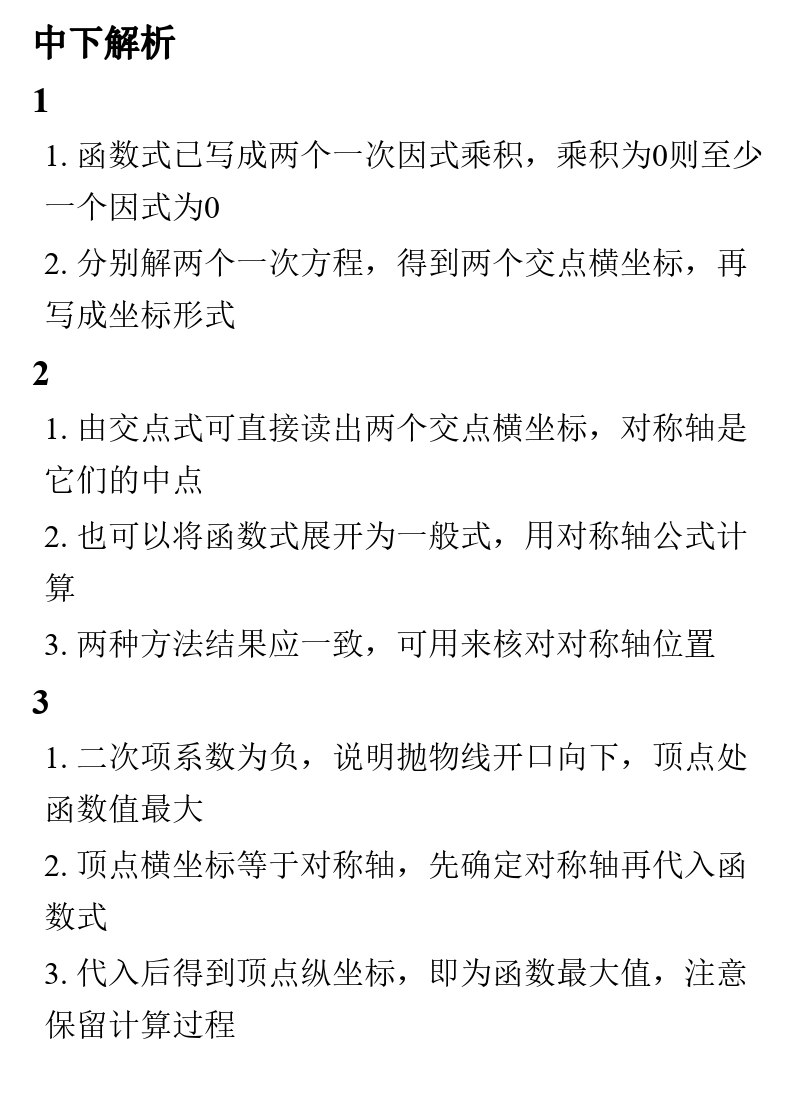 中下解析
1
1. 函数式已写成两个一次因式乘积，乘积为0则至少
一个因式为0
2. 分别解两个一次方程，得到两个交点横坐标，再
写成坐标形式
2
1. 由交点式可直接读出两个交点横坐标，对称轴是
它们的中点
2. 也可以将函数式展开为一般式，用对称轴公式计
算
3. 两种方法结果应一致，可用来核对对称轴位置
3
1. 二次项系数为负，说明抛物线开口向下，顶点处
函数值最大
2. 顶点横坐标等于对称轴，先确定对称轴再代入函
数式
3. 代入后得到顶点纵坐标，即为函数最大值，注意
保留计算过程